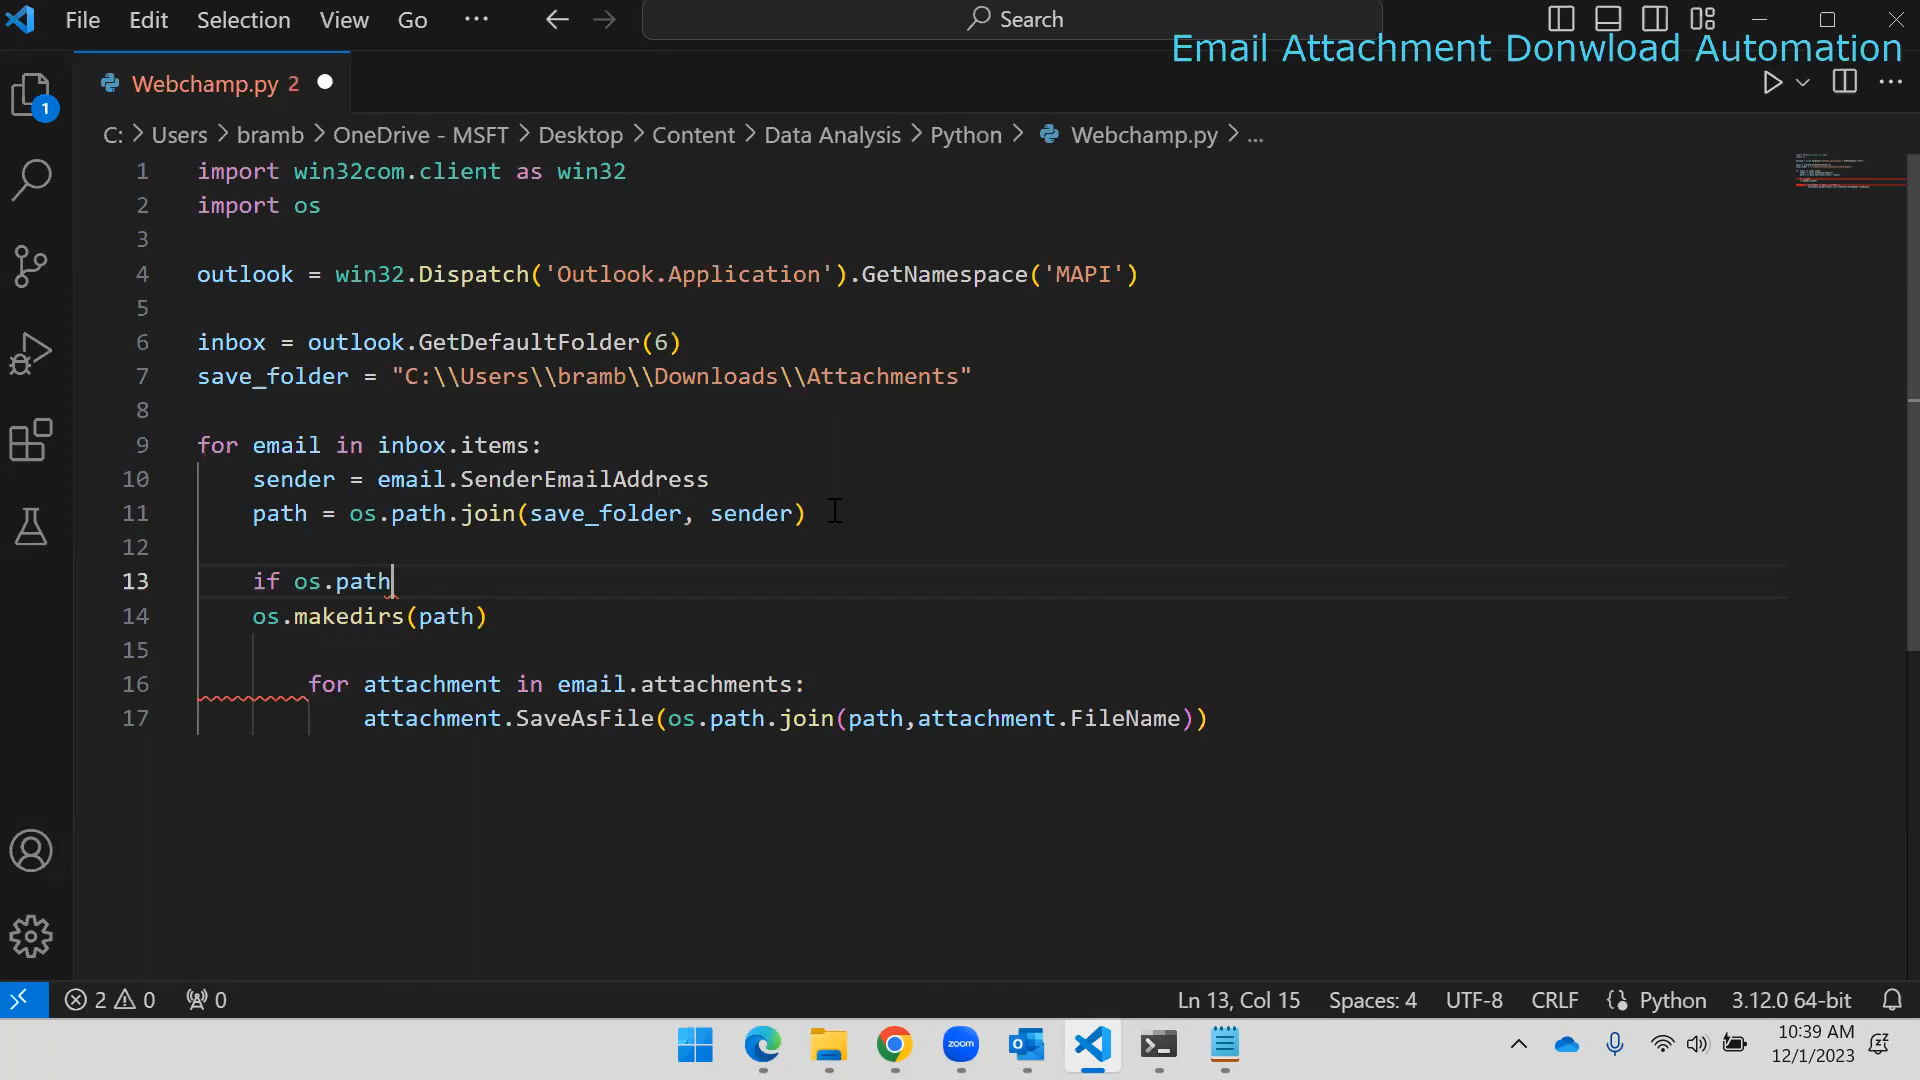 File Edit Selection View Go ··· Search
Email Attachment Donwload Automation
Webchamp.py 2
C: > Users > bramb > OneDrive - MSFT > Desktop > Content > Data Analysis > Python > Webchamp.py > ...
1
1 import win32com.client as win32
2 import os
3
4 outlook = win32.Dispatch('Outlook.Application').GetNamespace('MAPI')
5
6 inbox = outlook.GetDefaultFolder(6)
7 save_folder = "C:\\Users\\bramb\\Downloads\\Attachments"
8
9 for email in inbox.items:
10 sender = email.SenderEmailAddress
11 path = os.path.join(save_folder, sender)
12
13 if os.path
14 os.makedirs(path)
15
16 for attachment in email.attachments:
17 attachment.SaveAsFile(os.path.join(path,attachment.FileName))
2 0 0 Ln 13, Col 15 Spaces: 4 UTF-8 CRLF Python 3.12.0 64-bit
zoom
10:39 AM
12/1/2023